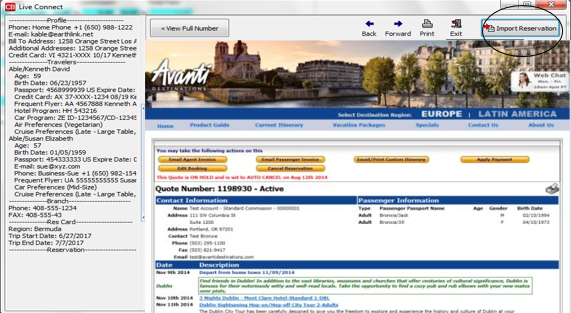 Live Connect
----------------Profile----------------
Phone: Home Phone +1 (650) 988-1222
E-mail: kable@earthlink.net
Bill To Address: 1258 Orange Street Los A
Additional Addresses: 1258 Orange Stree
Credit Card: VI 4321-XXXX 10/17 Kennet
----------------Travelers----------------
Able/Kenneth David
Age: 59
Birth Date: 06/23/1957
Passport: 4568999939 US Expire Date:
Credit Card: AX 37-XXXX-1234 08/19 Ke
Frequent Flyer: AA 4567888 Kenneth A
Hotel Program: HH 543216
Car Program: ZE ID-1234567/CD-12345
Air Preferences (Vegetarian)
Cruise Preferences (Late - Large Table,
Able/Susan Elizabeth
Age: 57
Birth Date: 01/05/1959
Passport: 454333333 US Expire Date: C
E-mail: sue@xyz.com
Phone: Business-Sue +1 (650) 982-154
Frequent Flyer: UA 55555555555 Susar
Car Preferences (Mid-Size)
Cruise Preferences (Late - Large Table,
----------------Branch----------------
Phone: 408-555-1234
FAX: 408-555-43
----------------Res Card----------------
Region: Bermuda
Trip Start Date: 6/27/2017
Trip End Date: 7/7/2017
----------------Reservation----------------
« View Full Number
Back Forward Print Exit
Import Reservation
Avanti
DESTINATIONS
Web Chat
Select Destination Region: EUROPE | LATIN AMERICA
Home Product Guide Current Itinerary Vacation Packages Specials Contact Us About Us
You may take the following actions on this
Email Agent Invoice Email Passenger Invoice Email/Print Custom Itinerary Apply Payment
Edit Booking Cancel Reservation
This Quote is ON HOLD and is set to AUTO CANCEL on Aug 12th 2014
Quote Number: 1198930 - Active
Contact Information
Name Test Account - Standard Commission - 00000001
Address 111 SW Columbia St
Suite 1200
Address Portland, OR 97201
Contact Test Bronze
Phone (503) 295-1100
Fax (503) 821-9417
Email test@avantidestinations.com
Passenger Information
Type Passenger Passport Name Age Gender Birth Date
Adult Bronze/Jack M 02/15/1994
Adult Bronze/Jill F 04/15/1973
Date Description
Nov 9th 2014 Depart from home town 11/09/2014
Dublin Find friends in Dublin! In addition to the vast libraries, museums and churches that offer centuries of cultural significance, Dublin is
famous for their notoriously witty and well-read locals. Take the opportunity to find a cozy pub and rub elbows with your new mates
over pints.
Nov 10th 2014 3 Nights Dublin - Mont Clare Hotel-Standard 1-DBL
Nov 11th 2014 Dublin Sightseeing Hop-on/Hop-off City Tour 2-Adults
The Dublin City Tour has been carefully designed to give you the freedom to explore and experience the history and culture of Dublin at your